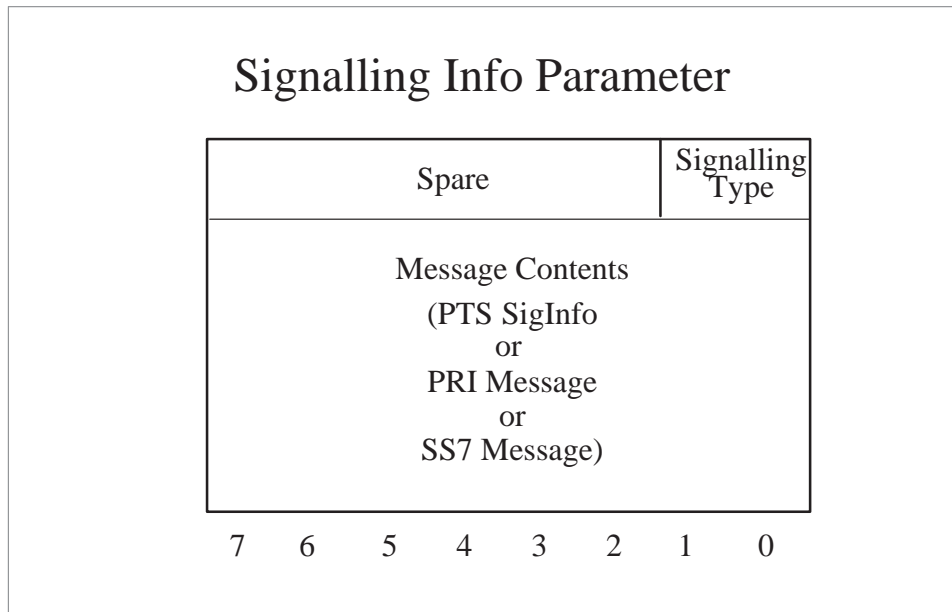 Signalling Info Parameter
Spare
Signalling
Type
Message Contents
(PTS SigInfo
or
PRI Message
or
SS7 Message)
7 6 5 4 3 2 1 0